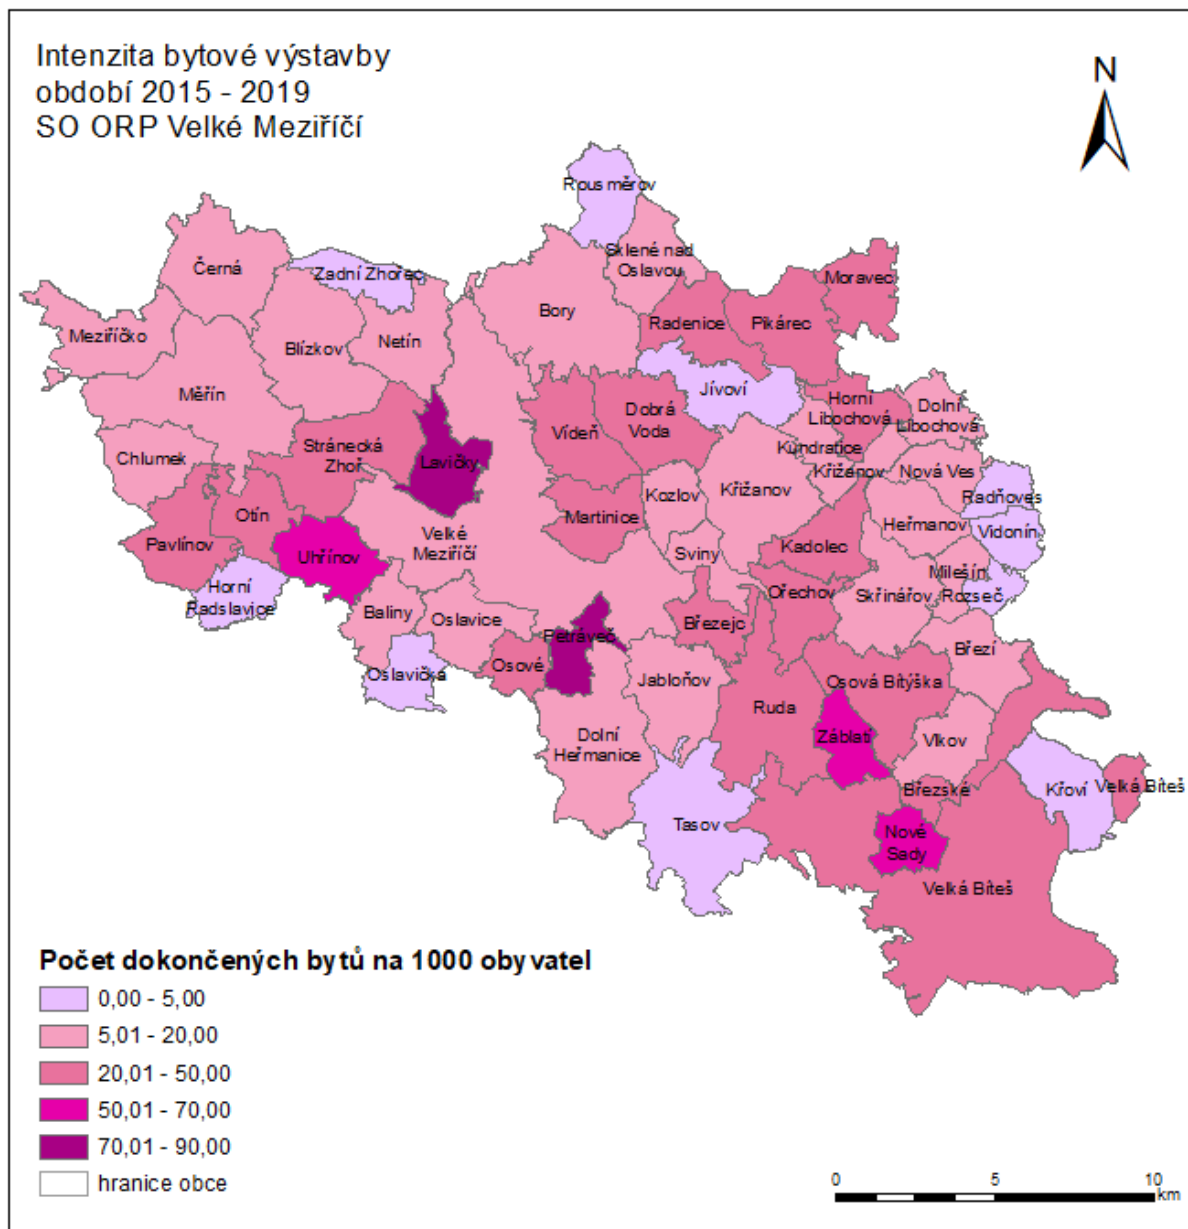 Intenzita bytové výstavby
období 2015 - 2019
SO ORP Velké Meziříčí
N
Rousměrov
Sklené nad
Oslavou
Černá
Zadní Zhořec
Moravec
Bory
Meziříčko
Blízkov
Netín
Radenice
Pikárec
Měřín
Jívoví
Horní
Libochová
Dolní
Libochová
Vídeň
Dobrá
Voda
Stránecká
Zhoř
Lavičky
Chlumek
Kundratice
Křižanov
Nová Ves
Radňoves
Kozlov
Křižanov
Otín
Martinice
Heřmanov
Vidonín
Pavlínov
Uhřínov
Velké
Meziříčí
Sviny
Kadolec
Milešín
Rozseč
Horní
Radslavice
Ořechov
Skřinářov
Baliny
Oslavice
Petráveč
Březejc
Březí
Oslavička
Osové
Jabloňov
Osová Bítýška
Ruda
Záblatí
Vlkov
Dolní
Heřmanice
Březské
Křoví
Velká Bíteš
Tasov
Nové
Sady
Velká Bíteš
Počet dokončených bytů na 1000 obyvatel
0,00 - 5,00
5,01 - 20,00
20,01 - 50,00
50,01 - 70,00
70,01 - 90,00
hranice obce
0 5 10
km